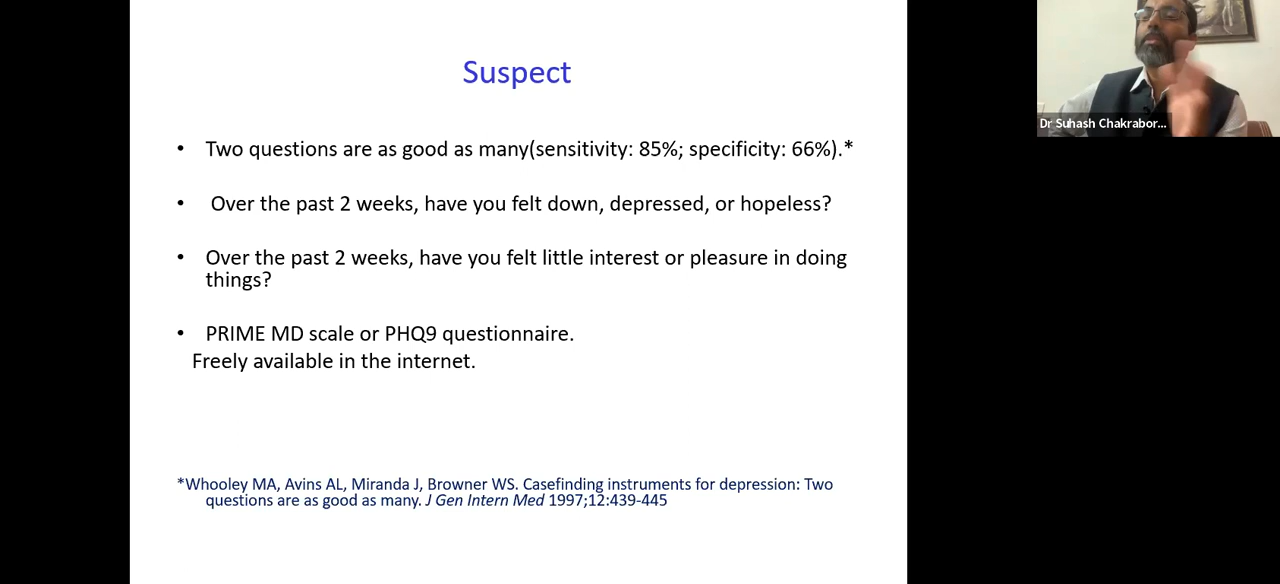 Suspect
• Two questions are as good as many(sensitivity: 85%; specificity: 66%).*
• Over the past 2 weeks, have you felt down, depressed, or hopeless?
• Over the past 2 weeks, have you felt little interest or pleasure in doing
things?
• PRIME MD scale or PHQ9 questionnaire.
Freely available in the internet.
*Whooley MA, Avins AL, Miranda J, Browner WS. Casefinding instruments for depression: Two
questions are as good as many. J Gen Intern Med 1997;12:439-445
Dr Suhash Chakrabor...